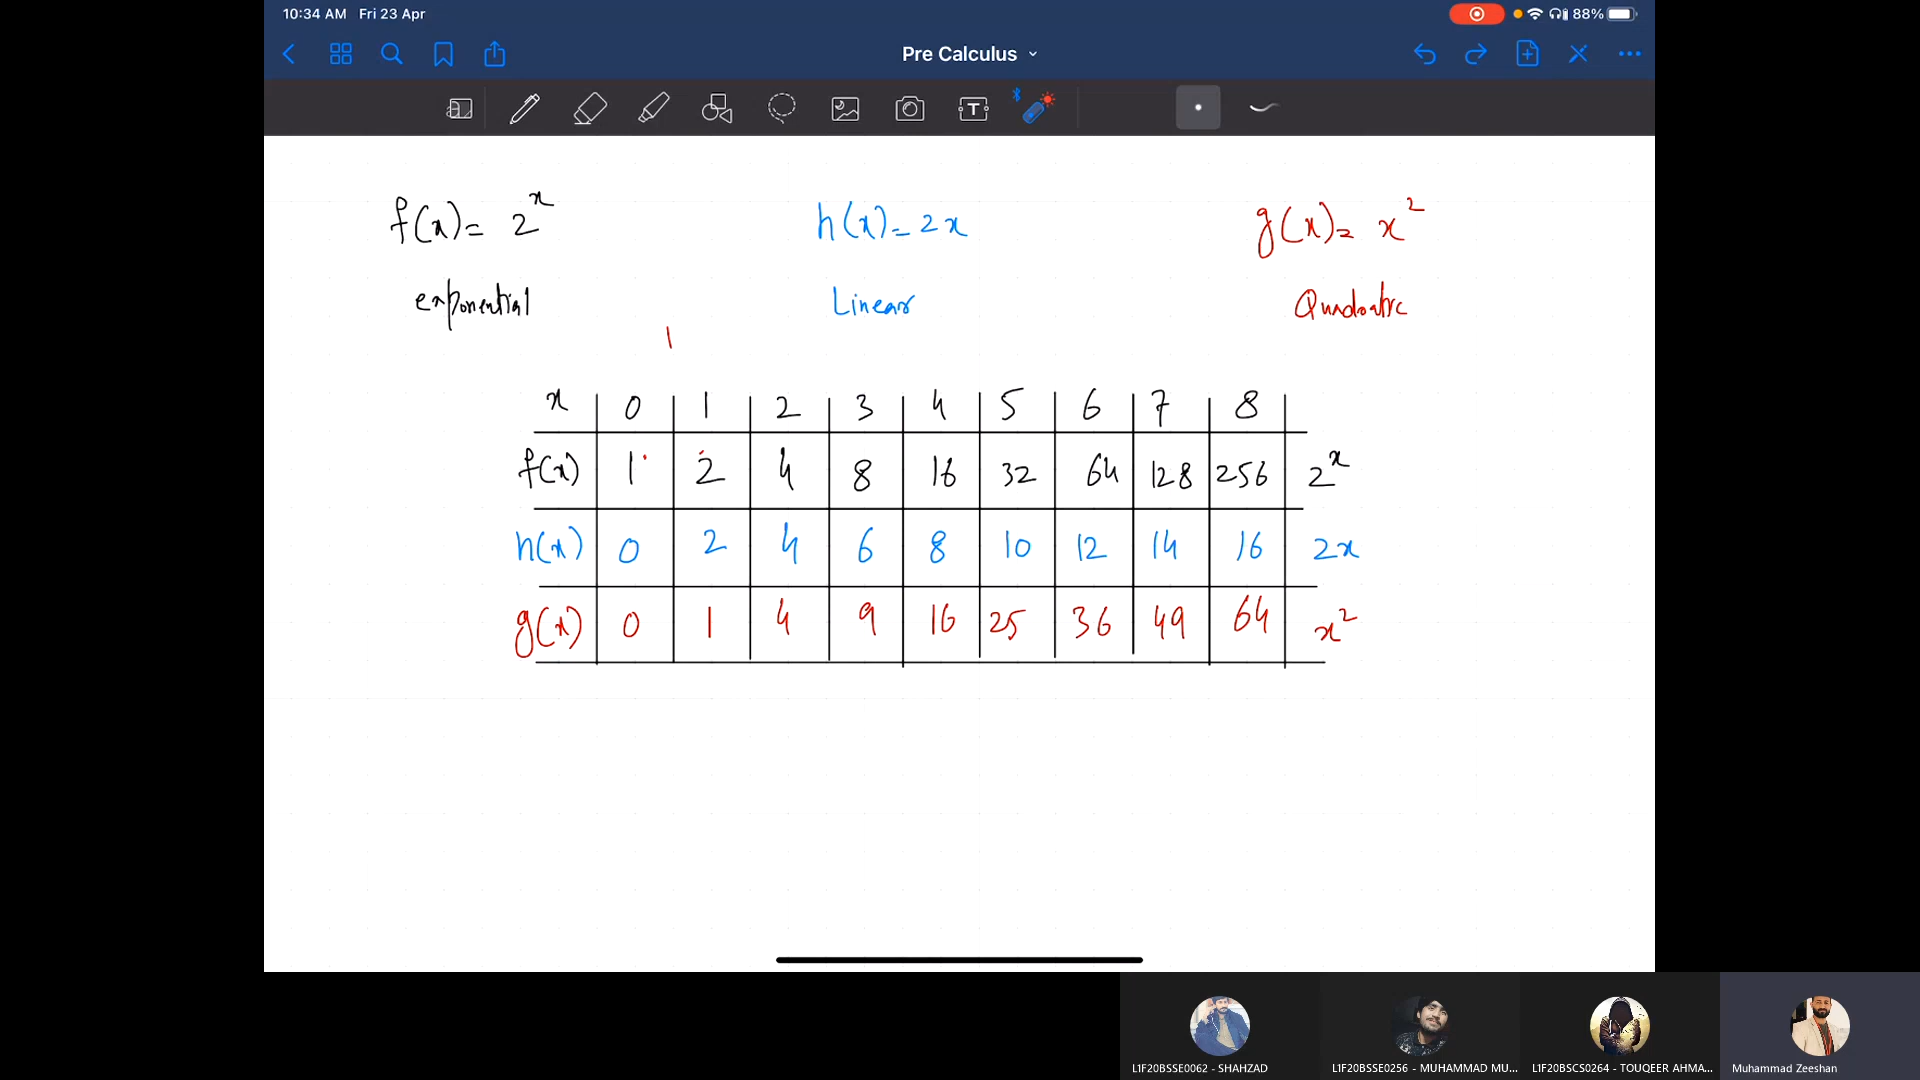 10:34 AM Fri 23 Apr 88%
Pre Calculus
T
f(x)= 2^x h(x)=2x g(x)= x^2
exponential Linear Quadratic
1
x 0 1 2 3 4 5 6 7 8
f(x) 1 2 4 8 16 32 64 128 256 2^x
h(x) 0 2 4 6 8 10 12 14 16 2x
g(x) 0 1 4 9 16 25 36 49 64 x^2
L1F20BSSE0062 - SHAHZAD L1F20BSSE0256 - MUHAMMAD MU... L1F20BSCS0264 - TOUQEER AHMA... Muhammad Zeeshan